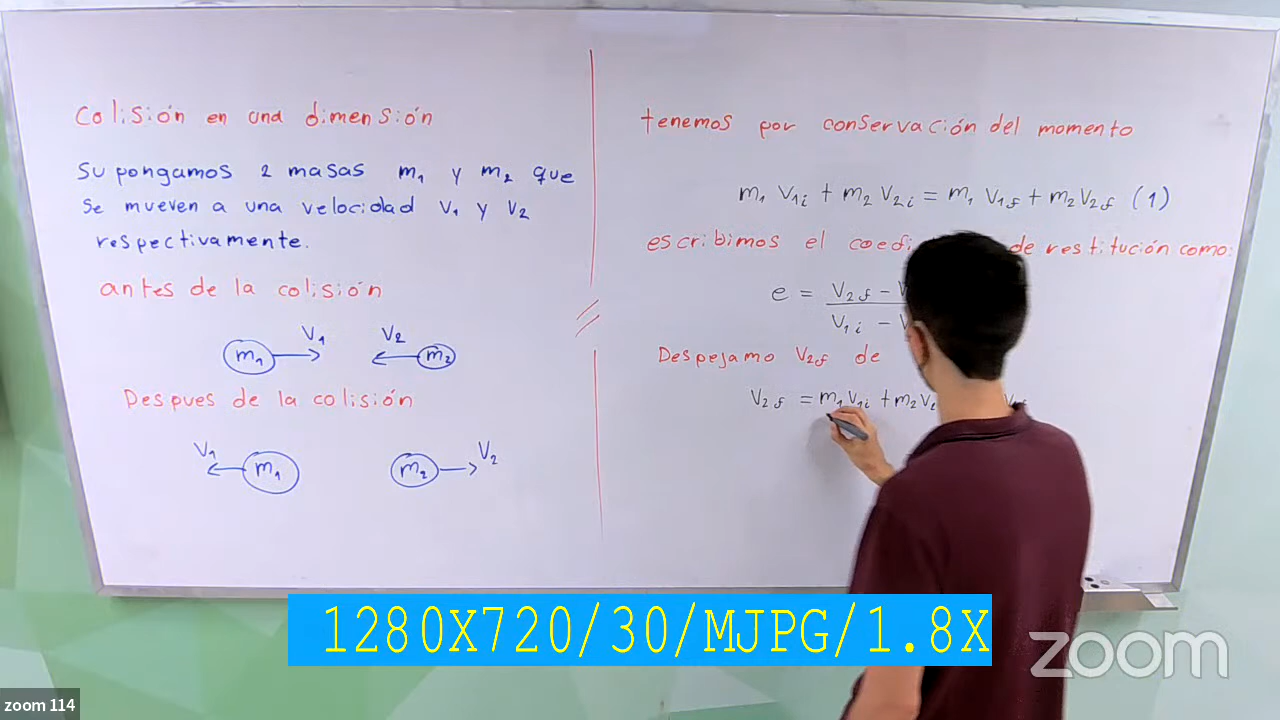 Colisión en una dimensión
Supongamos 2 masas m₁ y m₂ que
se mueven a una velocidad v₁ y v₂
respectivamente.
antes de la colisión
V₁ V₂
m₁ m₂
Despues de la colisión
V₁ V₂
m₁ m₂
tenemos por conservación del momento
m₁ V₁ᵢ + m₂ V₂ᵢ = m₁ V₁f + m₂ V₂f (1)
escribimos el de restitución como:
e = V₂f -
V₁ᵢ -
Despejamo V₂f de
V₂f = m₁ V₁ᵢ + m₂
1280X720/30/MJPG/1.8X
zoom
zoom 114